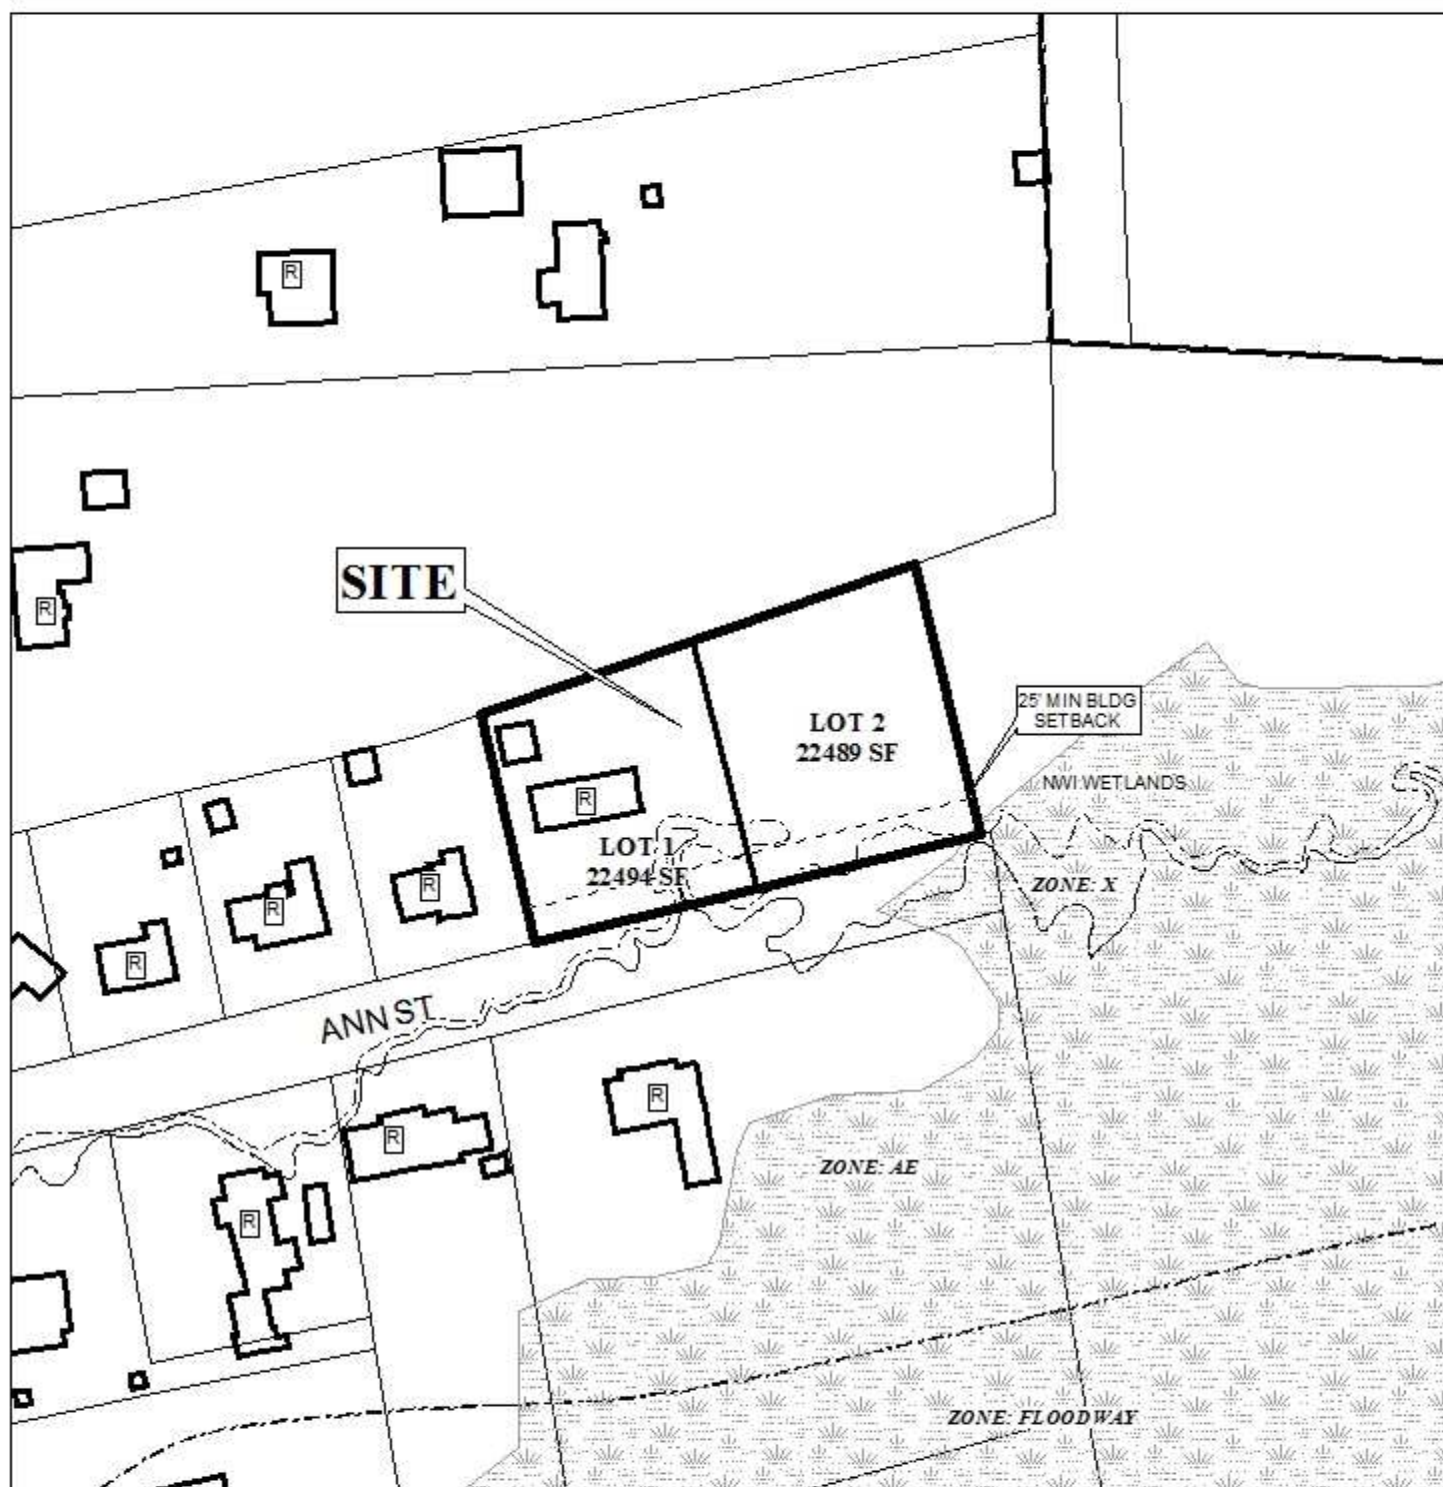 R
R
SITE
25' MIN BLDG
SETBACK
LOT 2
22489 SF
NWI WETLANDS
R
LOT 1
22494 SF
R
ZONE: X
R
R
ANN ST
R
R
ZONE: AE
R
ZONE: FLOODWAY